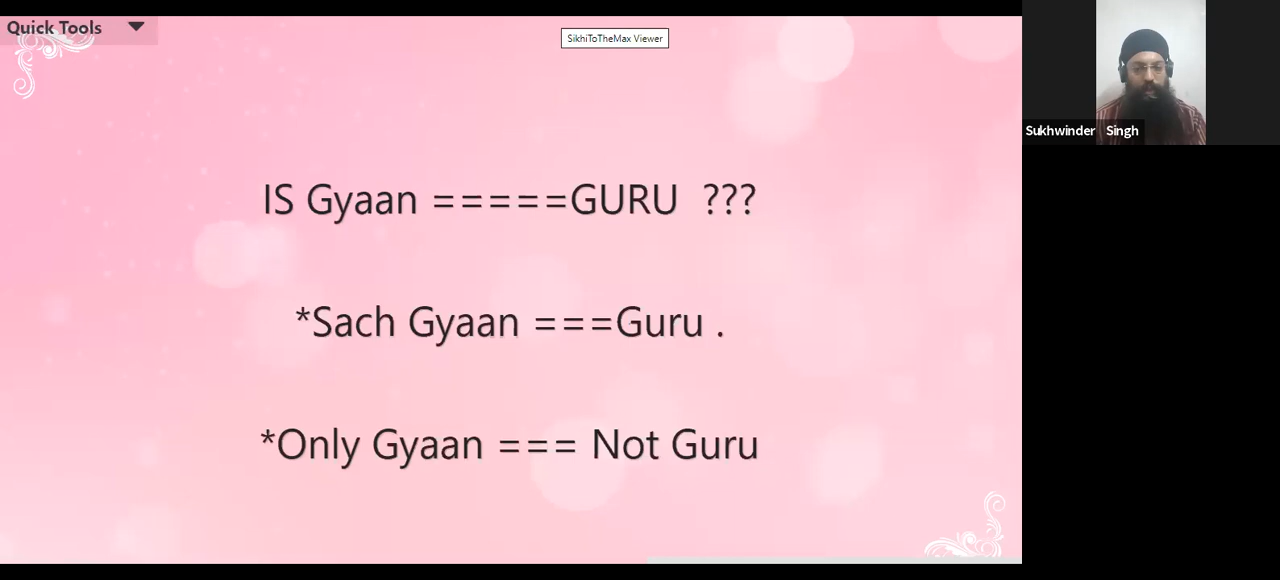 Quick Tools
SikhiToTheMax Viewer
IS Gyaan =====GURU ???
*Sach Gyaan ===Guru .
*Only Gyaan === Not Guru
Sukhwinder Singh